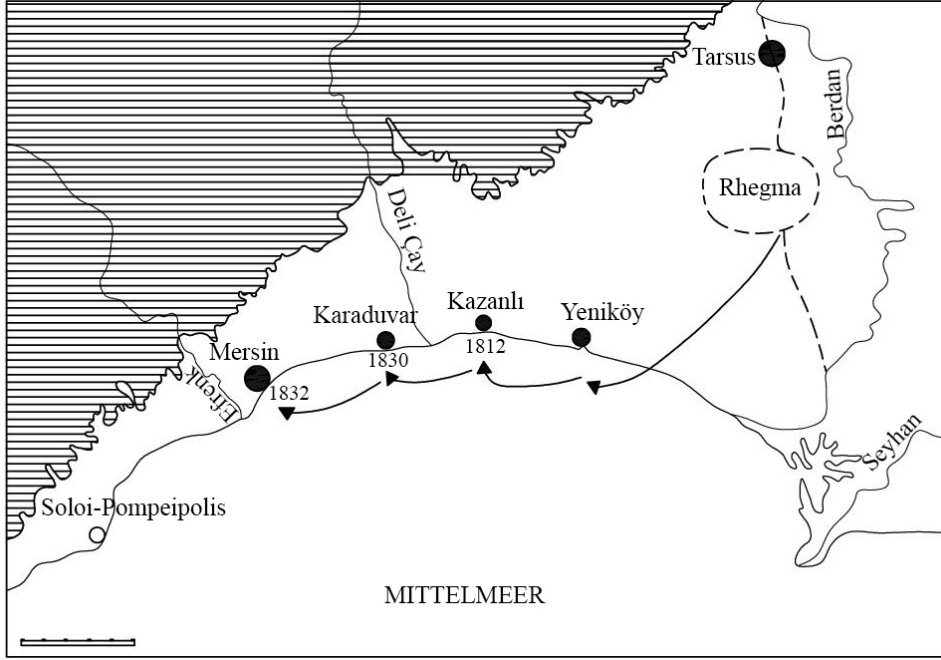 Tarsus
Berdan
Rhegma
Deli Çay
Kazanlı
Yeniköy
Karaduvar
1812
1830
Mersin
1832
Efrenk
Seyhan
Soloi-Pompeipolis
MITTELMEER